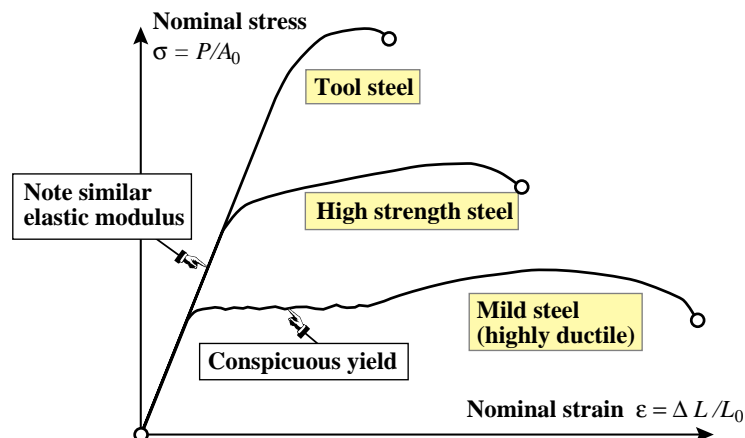 Nominal stress
σ = P/A₀
Tool steel
Note similar
elastic modulus
High strength steel
Mild steel
(highly ductile)
Conspicuous yield
Nominal strain ε = Δ L /L₀